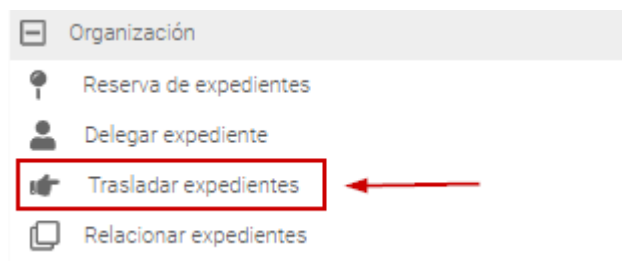 Organización
Reserva de expedientes
Delegar expediente
Trasladar expedientes
Relacionar expedientes